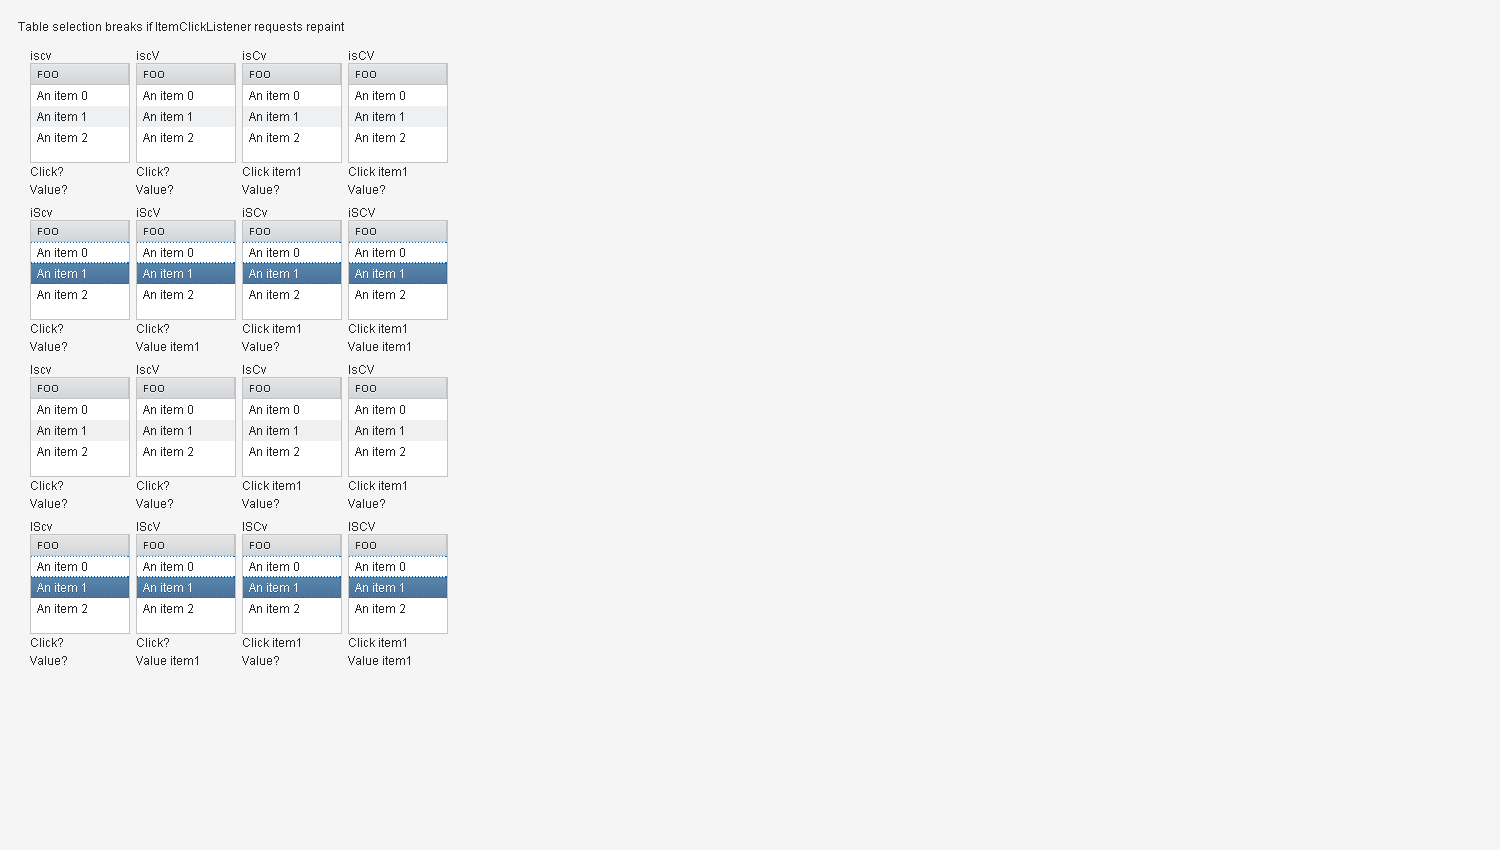 Table selection breaks if ItemClickListener requests repaint
iscv iscV isCv isCV
FOO FOO FOO FOO
An item 0 An item 0 An item 0 An item 0
An item 1 An item 1 An item 1 An item 1
An item 2 An item 2 An item 2 An item 2
Click? Click? Click item1 Click item1
Value? Value? Value? Value?
iScv iScV iSCv iSCV
FOO FOO FOO FOO
An item 0 An item 0 An item 0 An item 0
An item 1 An item 1 An item 1 An item 1
An item 2 An item 2 An item 2 An item 2
Click? Click? Click item1 Click item1
Value? Value item1 Value? Value item1
Iscv IscV IsCv IsCV
FOO FOO FOO FOO
An item 0 An item 0 An item 0 An item 0
An item 1 An item 1 An item 1 An item 1
An item 2 An item 2 An item 2 An item 2
Click? Click? Click item1 Click item1
Value? Value? Value? Value?
IScv IScV ISCv ISCV
FOO FOO FOO FOO
An item 0 An item 0 An item 0 An item 0
An item 1 An item 1 An item 1 An item 1
An item 2 An item 2 An item 2 An item 2
Click? Click? Click item1 Click item1
Value? Value item1 Value? Value item1